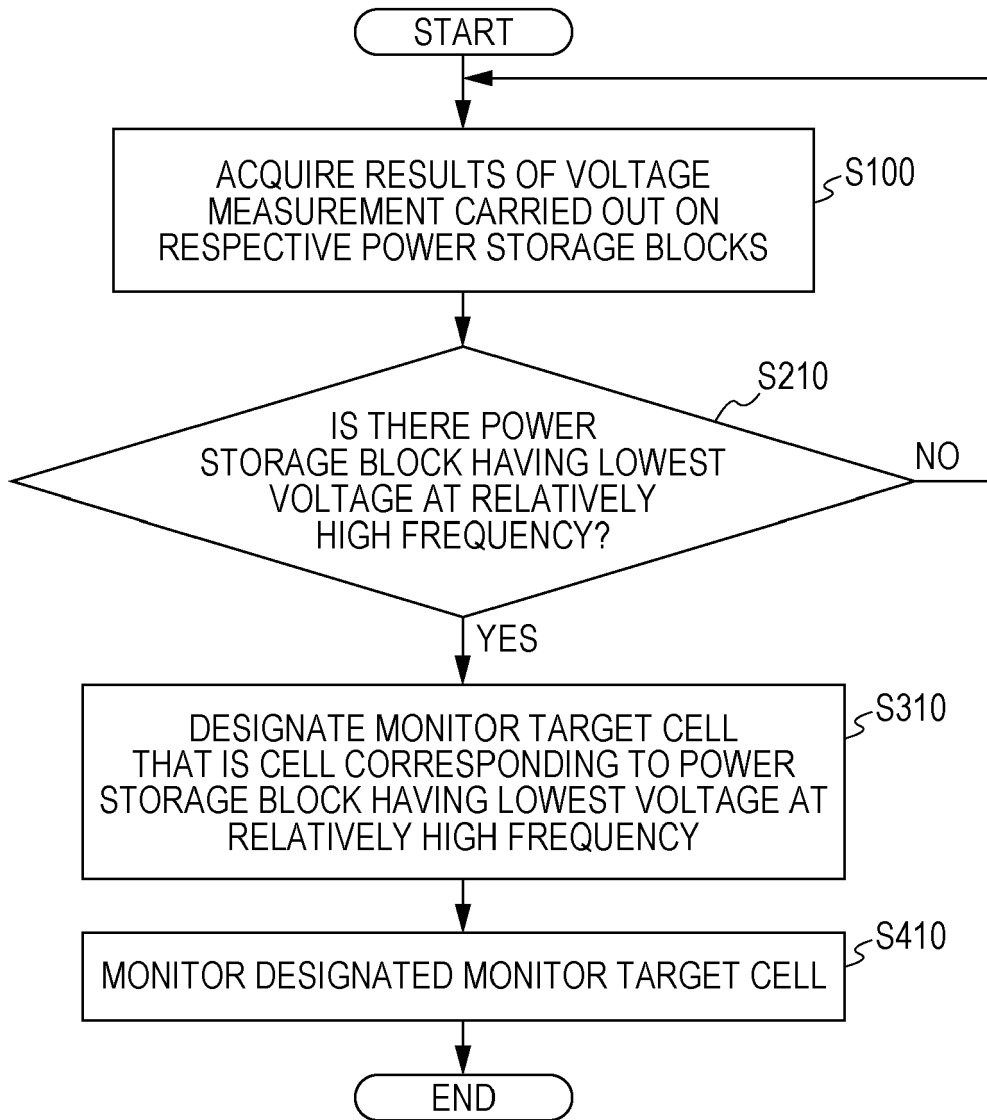 START
ACQUIRE RESULTS OF VOLTAGE
MEASUREMENT CARRIED OUT ON
RESPECTIVE POWER STORAGE BLOCKS
S100
S210
IS THERE POWER
STORAGE BLOCK HAVING LOWEST
VOLTAGE AT RELATIVELY
HIGH FREQUENCY?
NO
YES
DESIGNATE MONITOR TARGET CELL
THAT IS CELL CORRESPONDING TO POWER
STORAGE BLOCK HAVING LOWEST VOLTAGE AT
RELATIVELY HIGH FREQUENCY
S310
MONITOR DESIGNATED MONITOR TARGET CELL
S410
END